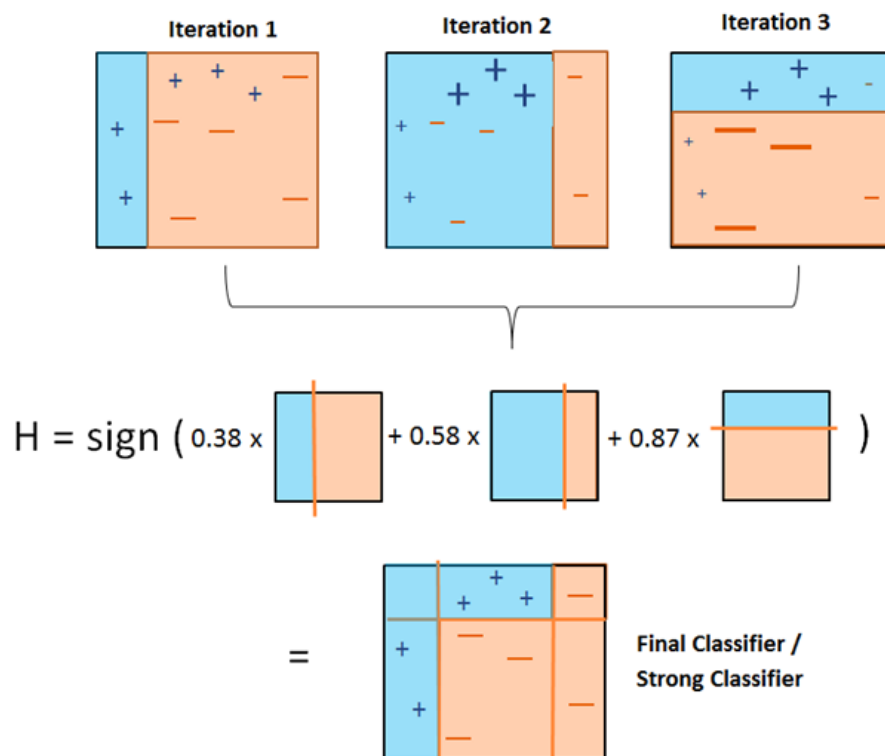 Iteration 1
Iteration 2
Iteration 3
H = sign ( 0.38 x + 0.58 x + 0.87 x )
=
Final Classifier /
Strong Classifier